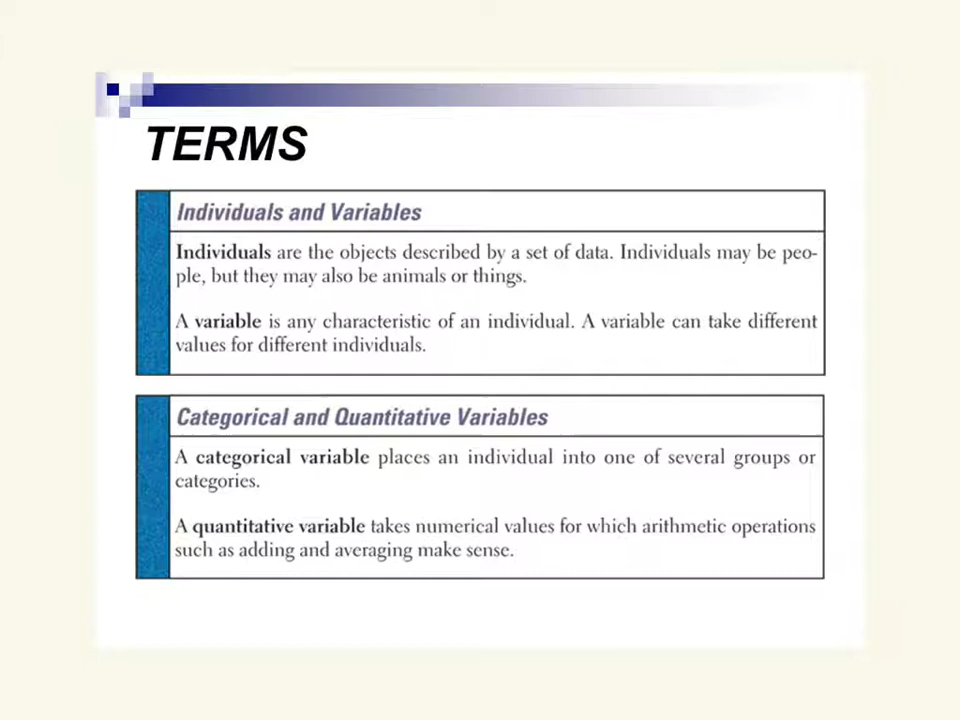 TERMS
Individuals and Variables
Individuals are the objects described by a set of data. Individuals may be peo-
ple, but they may also be animals or things.
A variable is any characteristic of an individual. A variable can take different
values for different individuals.
Categorical and Quantitative Variables
A categorical variable places an individual into one of several groups or
categories.
A quantitative variable takes numerical values for which arithmetic operations
such as adding and averaging make sense.